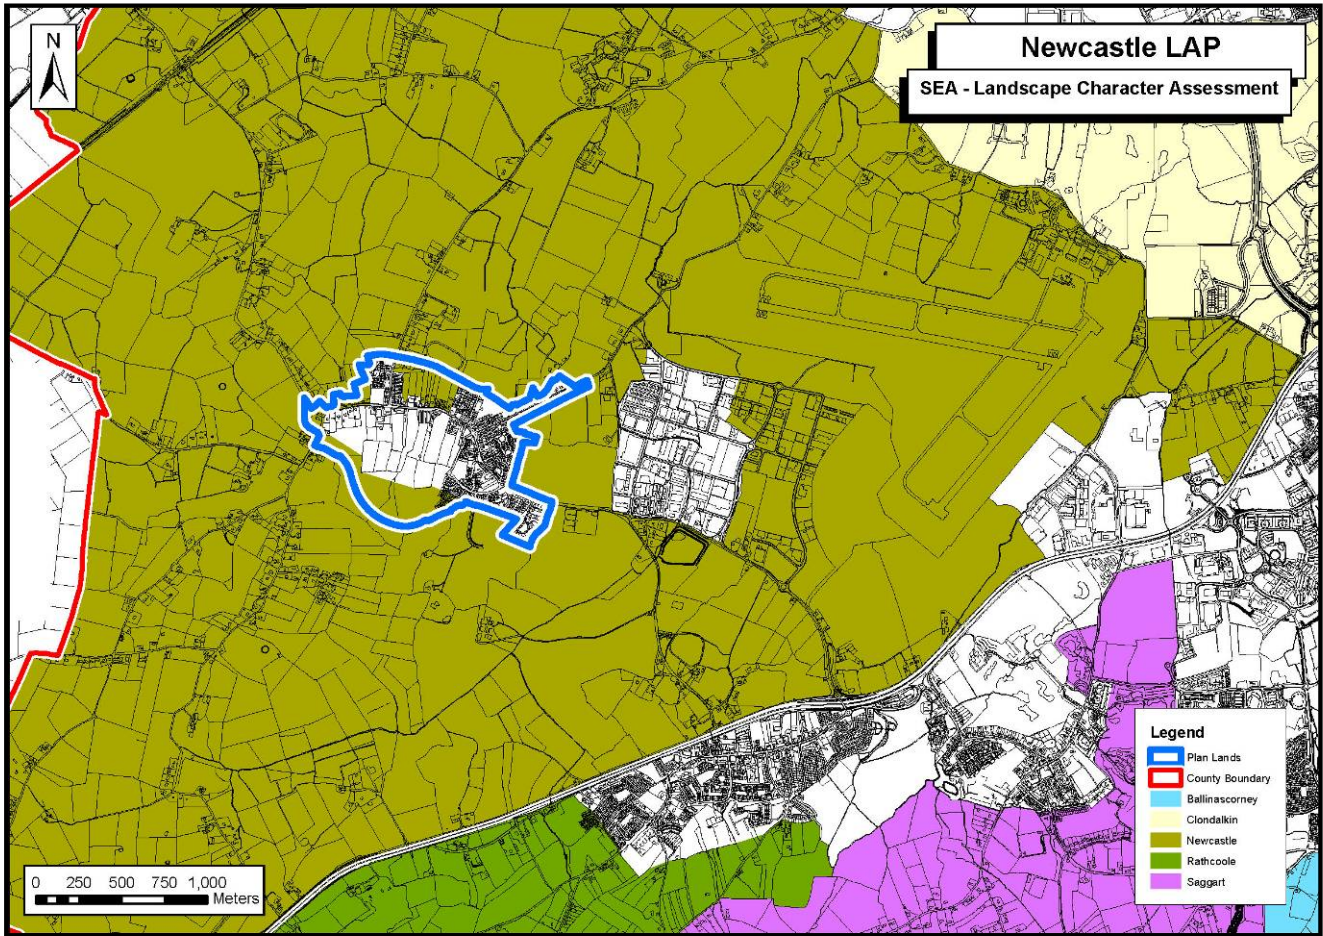 N
Newcastle LAP
SEA - Landscape Character Assessment
Legend
Plan Lands
County Boundary
Ballinascorney
Clondalkin
Newcastle
Rathcoole
Saggart
0 250 500 750 1,000
Meters